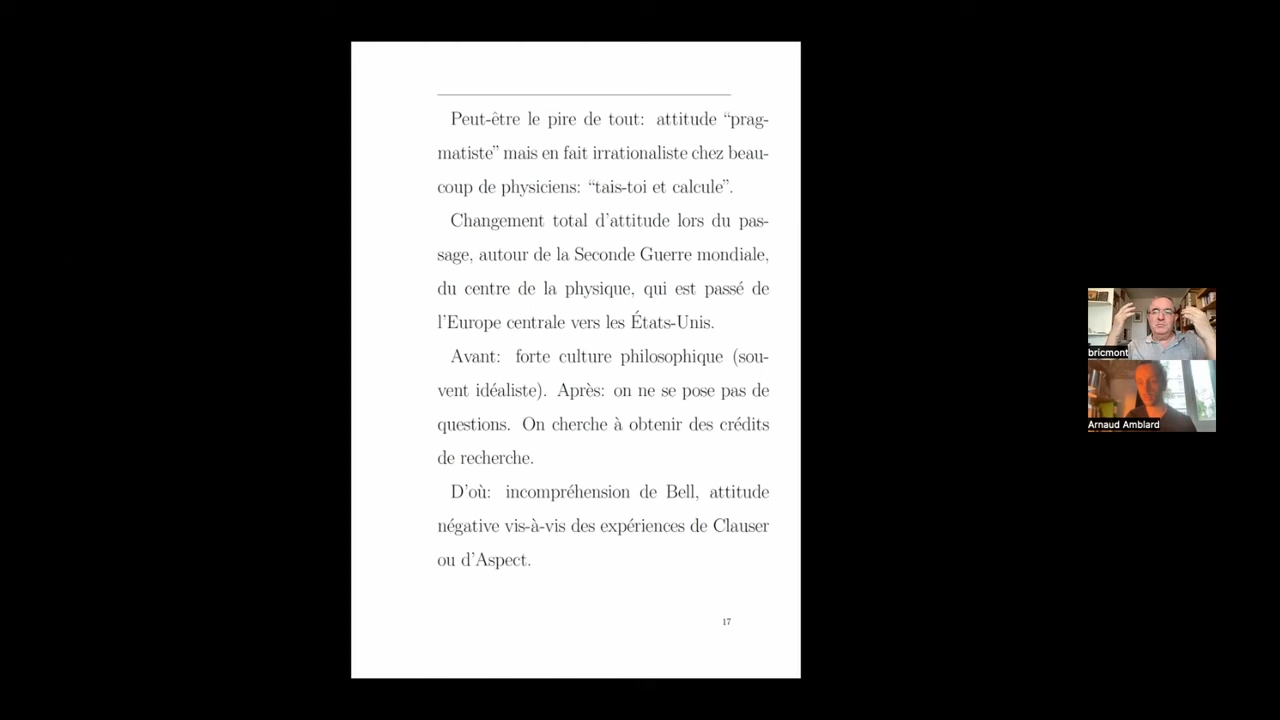 Peut-être le pire de tout: attitude “prag-
matiste” mais en fait irrationaliste chez beau-
coup de physiciens: “tais-toi et calcule”.
Changement total d’attitude lors du pas-
sage, autour de la Seconde Guerre mondiale,
du centre de la physique, qui est passé de
l’Europe centrale vers les États-Unis.
Avant: forte culture philosophique (sou-
vent idéaliste). Après: on ne se pose pas de
questions. On cherche à obtenir des crédits
de recherche.
D’où: incompréhension de Bell, attitude
négative vis-à-vis des expériences de Clauser
ou d’Aspect.
17
bricmont
Arnaud Amblard